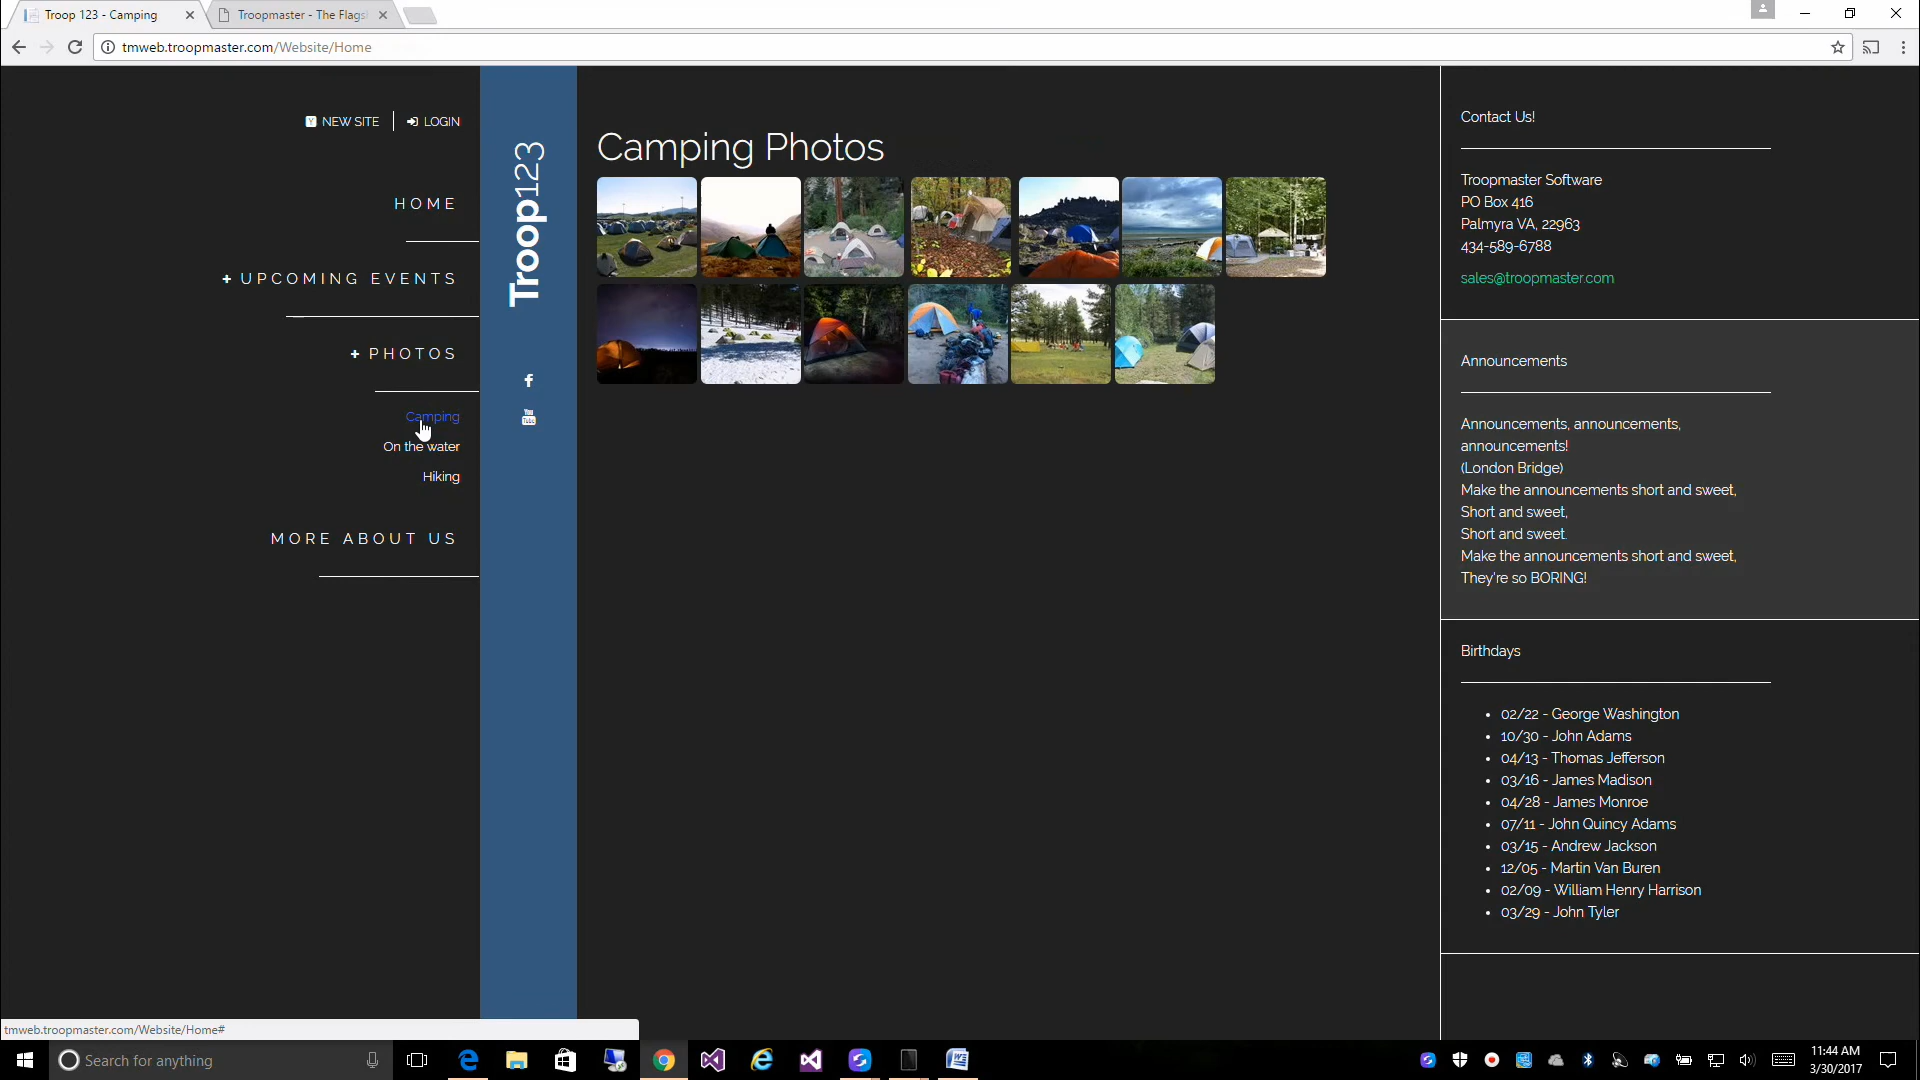 Troop 123 - Camping
Troopmaster - The Flags
tmweb.troopmaster.com/Website/Home
NEW SITE
LOGIN
HOME
+ UPCOMING EVENTS
+ PHOTOS
Camping
On the water
Hiking
MORE ABOUT US
Troop123
f
You Tube
Camping Photos
Contact Us!
Troopmaster Software
PO Box 416
Palmyra VA, 22963
434-589-6788
sales@troopmaster.com
Announcements
Announcements, announcements,
announcements!
(London Bridge)
Make the announcements short and sweet,
Short and sweet,
Short and sweet.
Make the announcements short and sweet,
They're so BORING!
Birthdays
• 02/22 - George Washington
• 10/30 - John Adams
• 04/13 - Thomas Jefferson
• 03/16 - James Madison
• 04/28 - James Monroe
• 07/11 - John Quincy Adams
• 03/15 - Andrew Jackson
• 12/05 - Martin Van Buren
• 02/09 - William Henry Harrison
• 03/29 - John Tyler
tmweb.troopmaster.com/Website/Home#
Search for anything
11:44 AM
3/30/2017